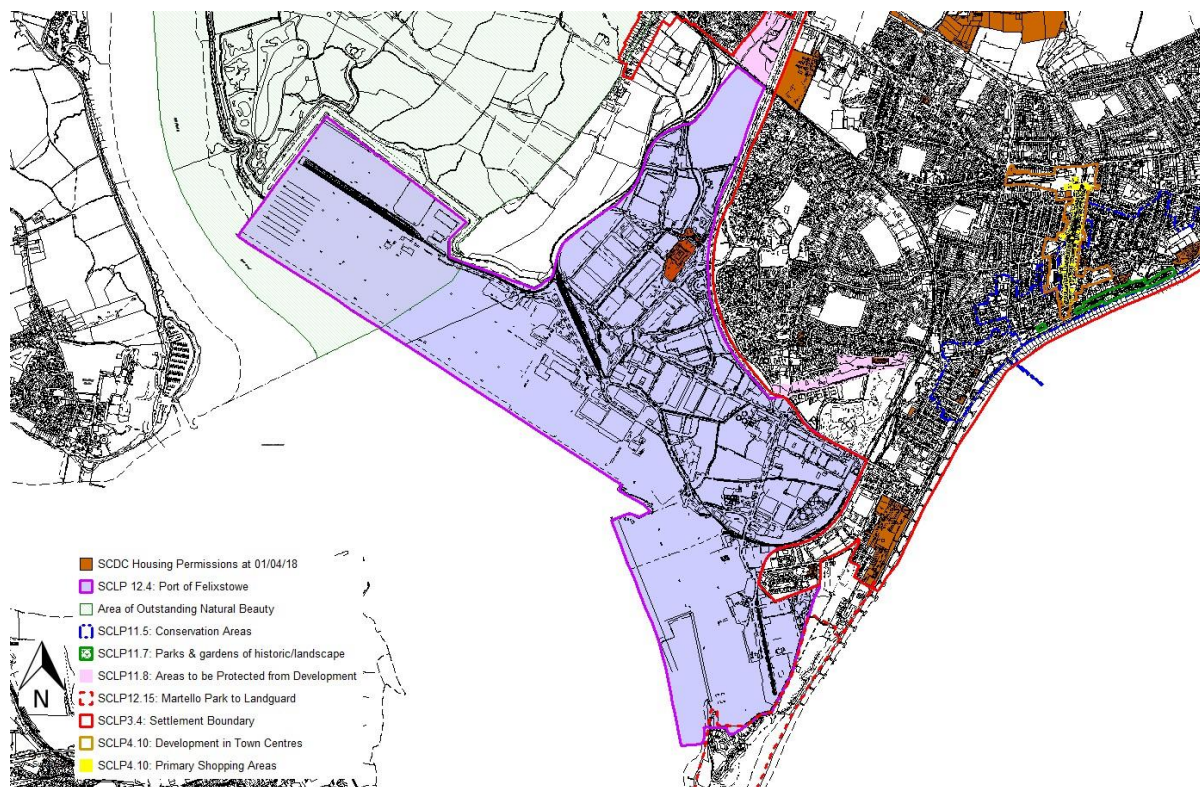 SCDC Housing Permissions at 01/04/18
SCLP 12.4: Port of Felixstowe
Area of Outstanding Natural Beauty
SCLP11.5: Conservation Areas
SCLP11.7: Parks & gardens of historic/landscape
SCLP11.8: Areas to be Protected from Development
SCLP12.15: Martello Park to Landguard
SCLP3.4: Settlement Boundary
SCLP4.10: Development in Town Centres
SCLP4.10: Primary Shopping Areas
N